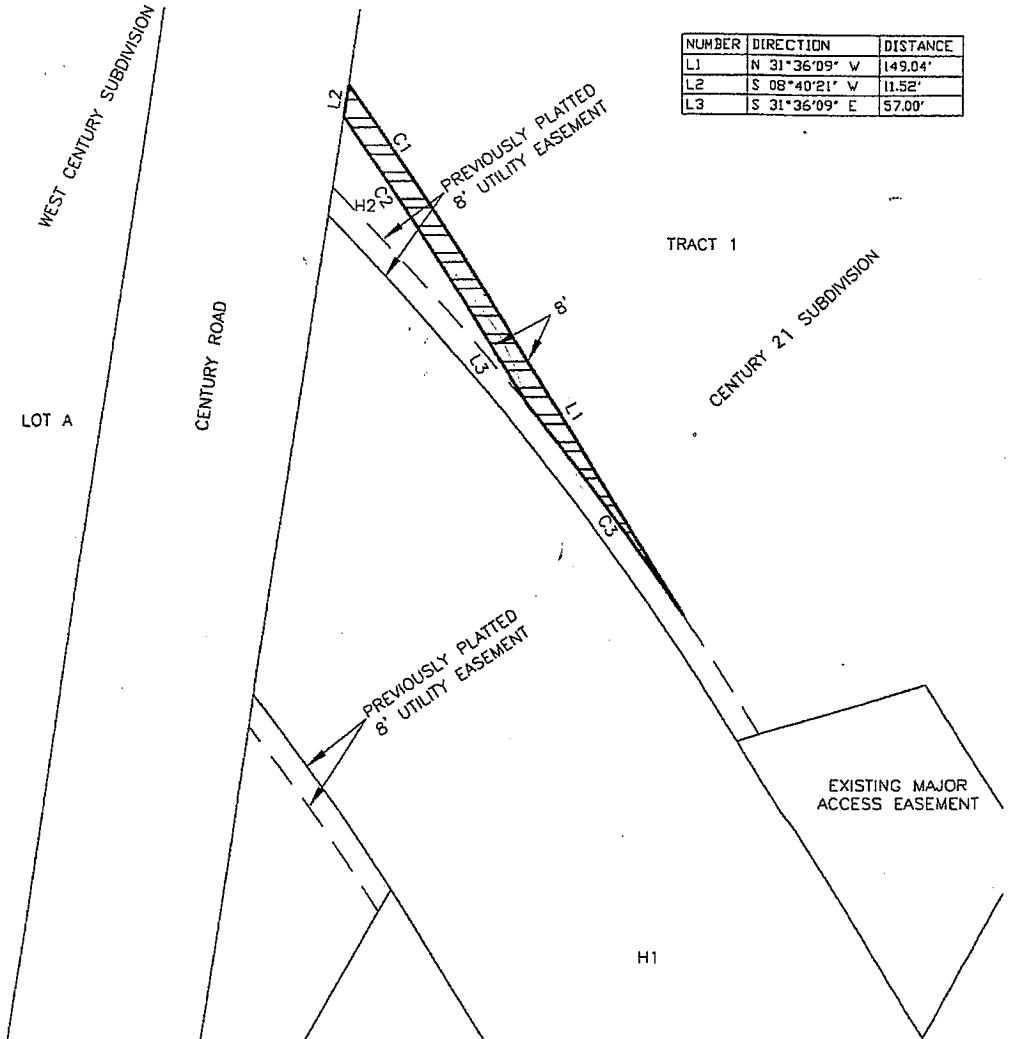 WEST CENTURY SUBDIVISION
NUMBER DIRECTION DISTANCE
L1 N 31°36'09" W 149.04'
L2 S 08°40'21" W 11.52'
L3 S 31°36'09" E 57.00'
L2
C1
PREVIOUSLY PLATTED
8' UTILITY EASEMENT
C2
H2
TRACT 1
CENTURY 21 SUBDIVISION
8'
L3
CENTURY ROAD
LOT A
L1
C3
PREVIOUSLY PLATTED
8' UTILITY EASEMENT
EXISTING MAJOR
ACCESS EASEMENT
H1